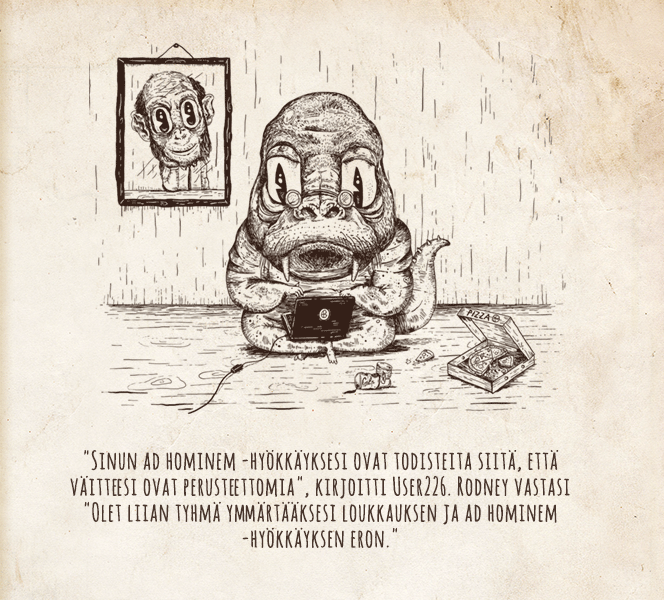 PIZZA
"Sinun ad hominem -hyökkäyksesi ovat todisteita siitä, että
väitteesi ovat perusteettomia", kirjoitti User226. Rodney vastasi
"Olet liian tyhmä ymmärtääksesi loukkauksen ja ad hominem
-hyökkäyksen eron."